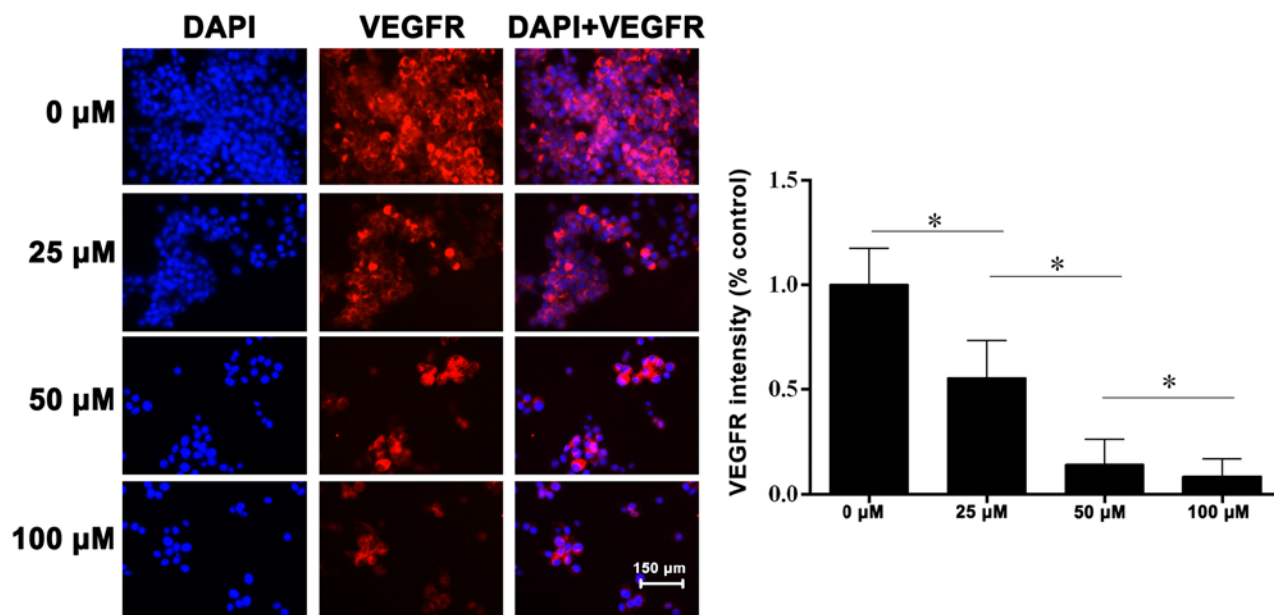 DAPI VEGFR DAPI+VEGFR
0 µM
25 µM
50 µM
100 µM
150 µm
VEGFR intensity (% control)
1.5
1.0
0.5
0.0
*
*
*
0 µM 25 µM 50 µM 100 µM